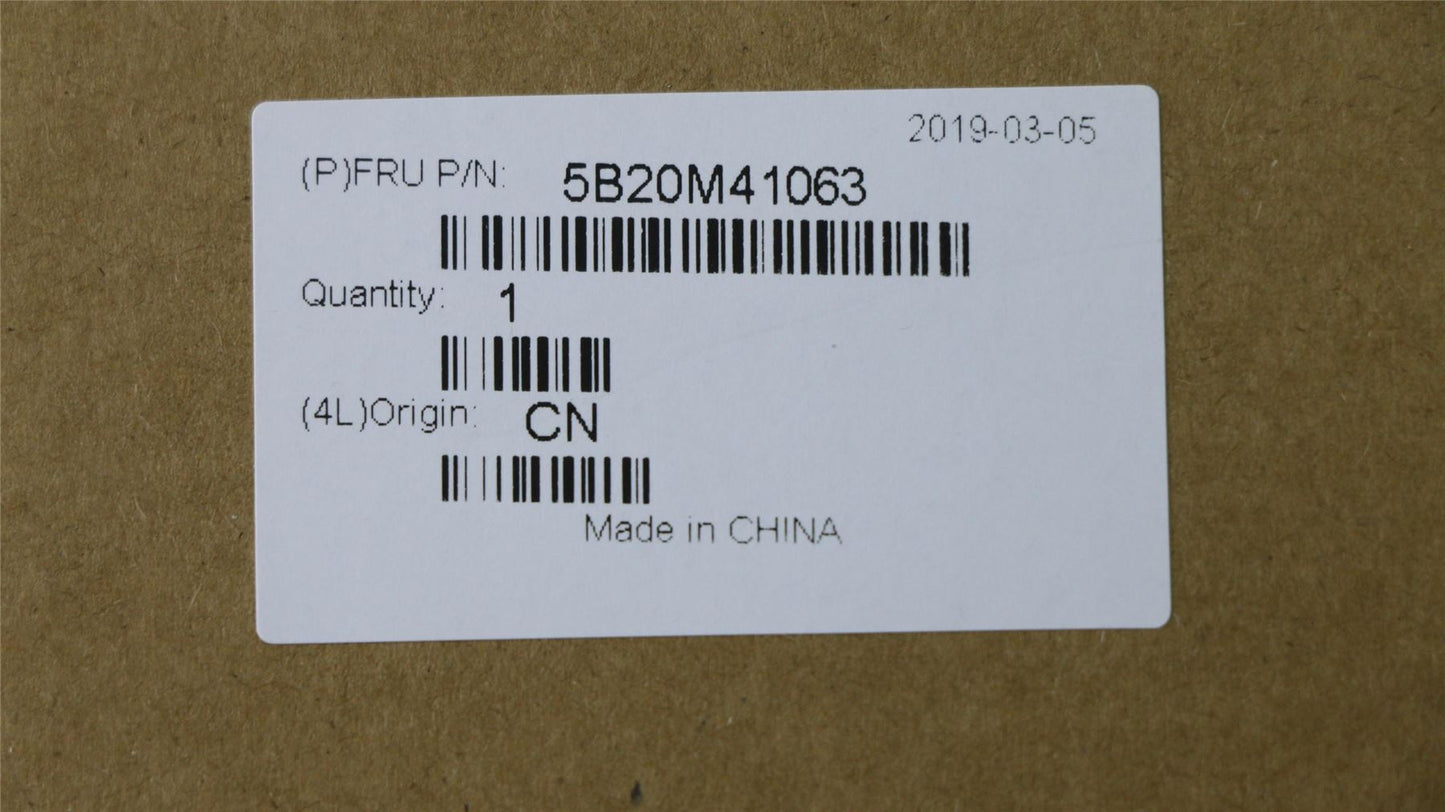 2019-03-05
(P)FRU P/N: 5B20M41063
Quantity: 1
(4L)Origin: CN
Made in CHINA